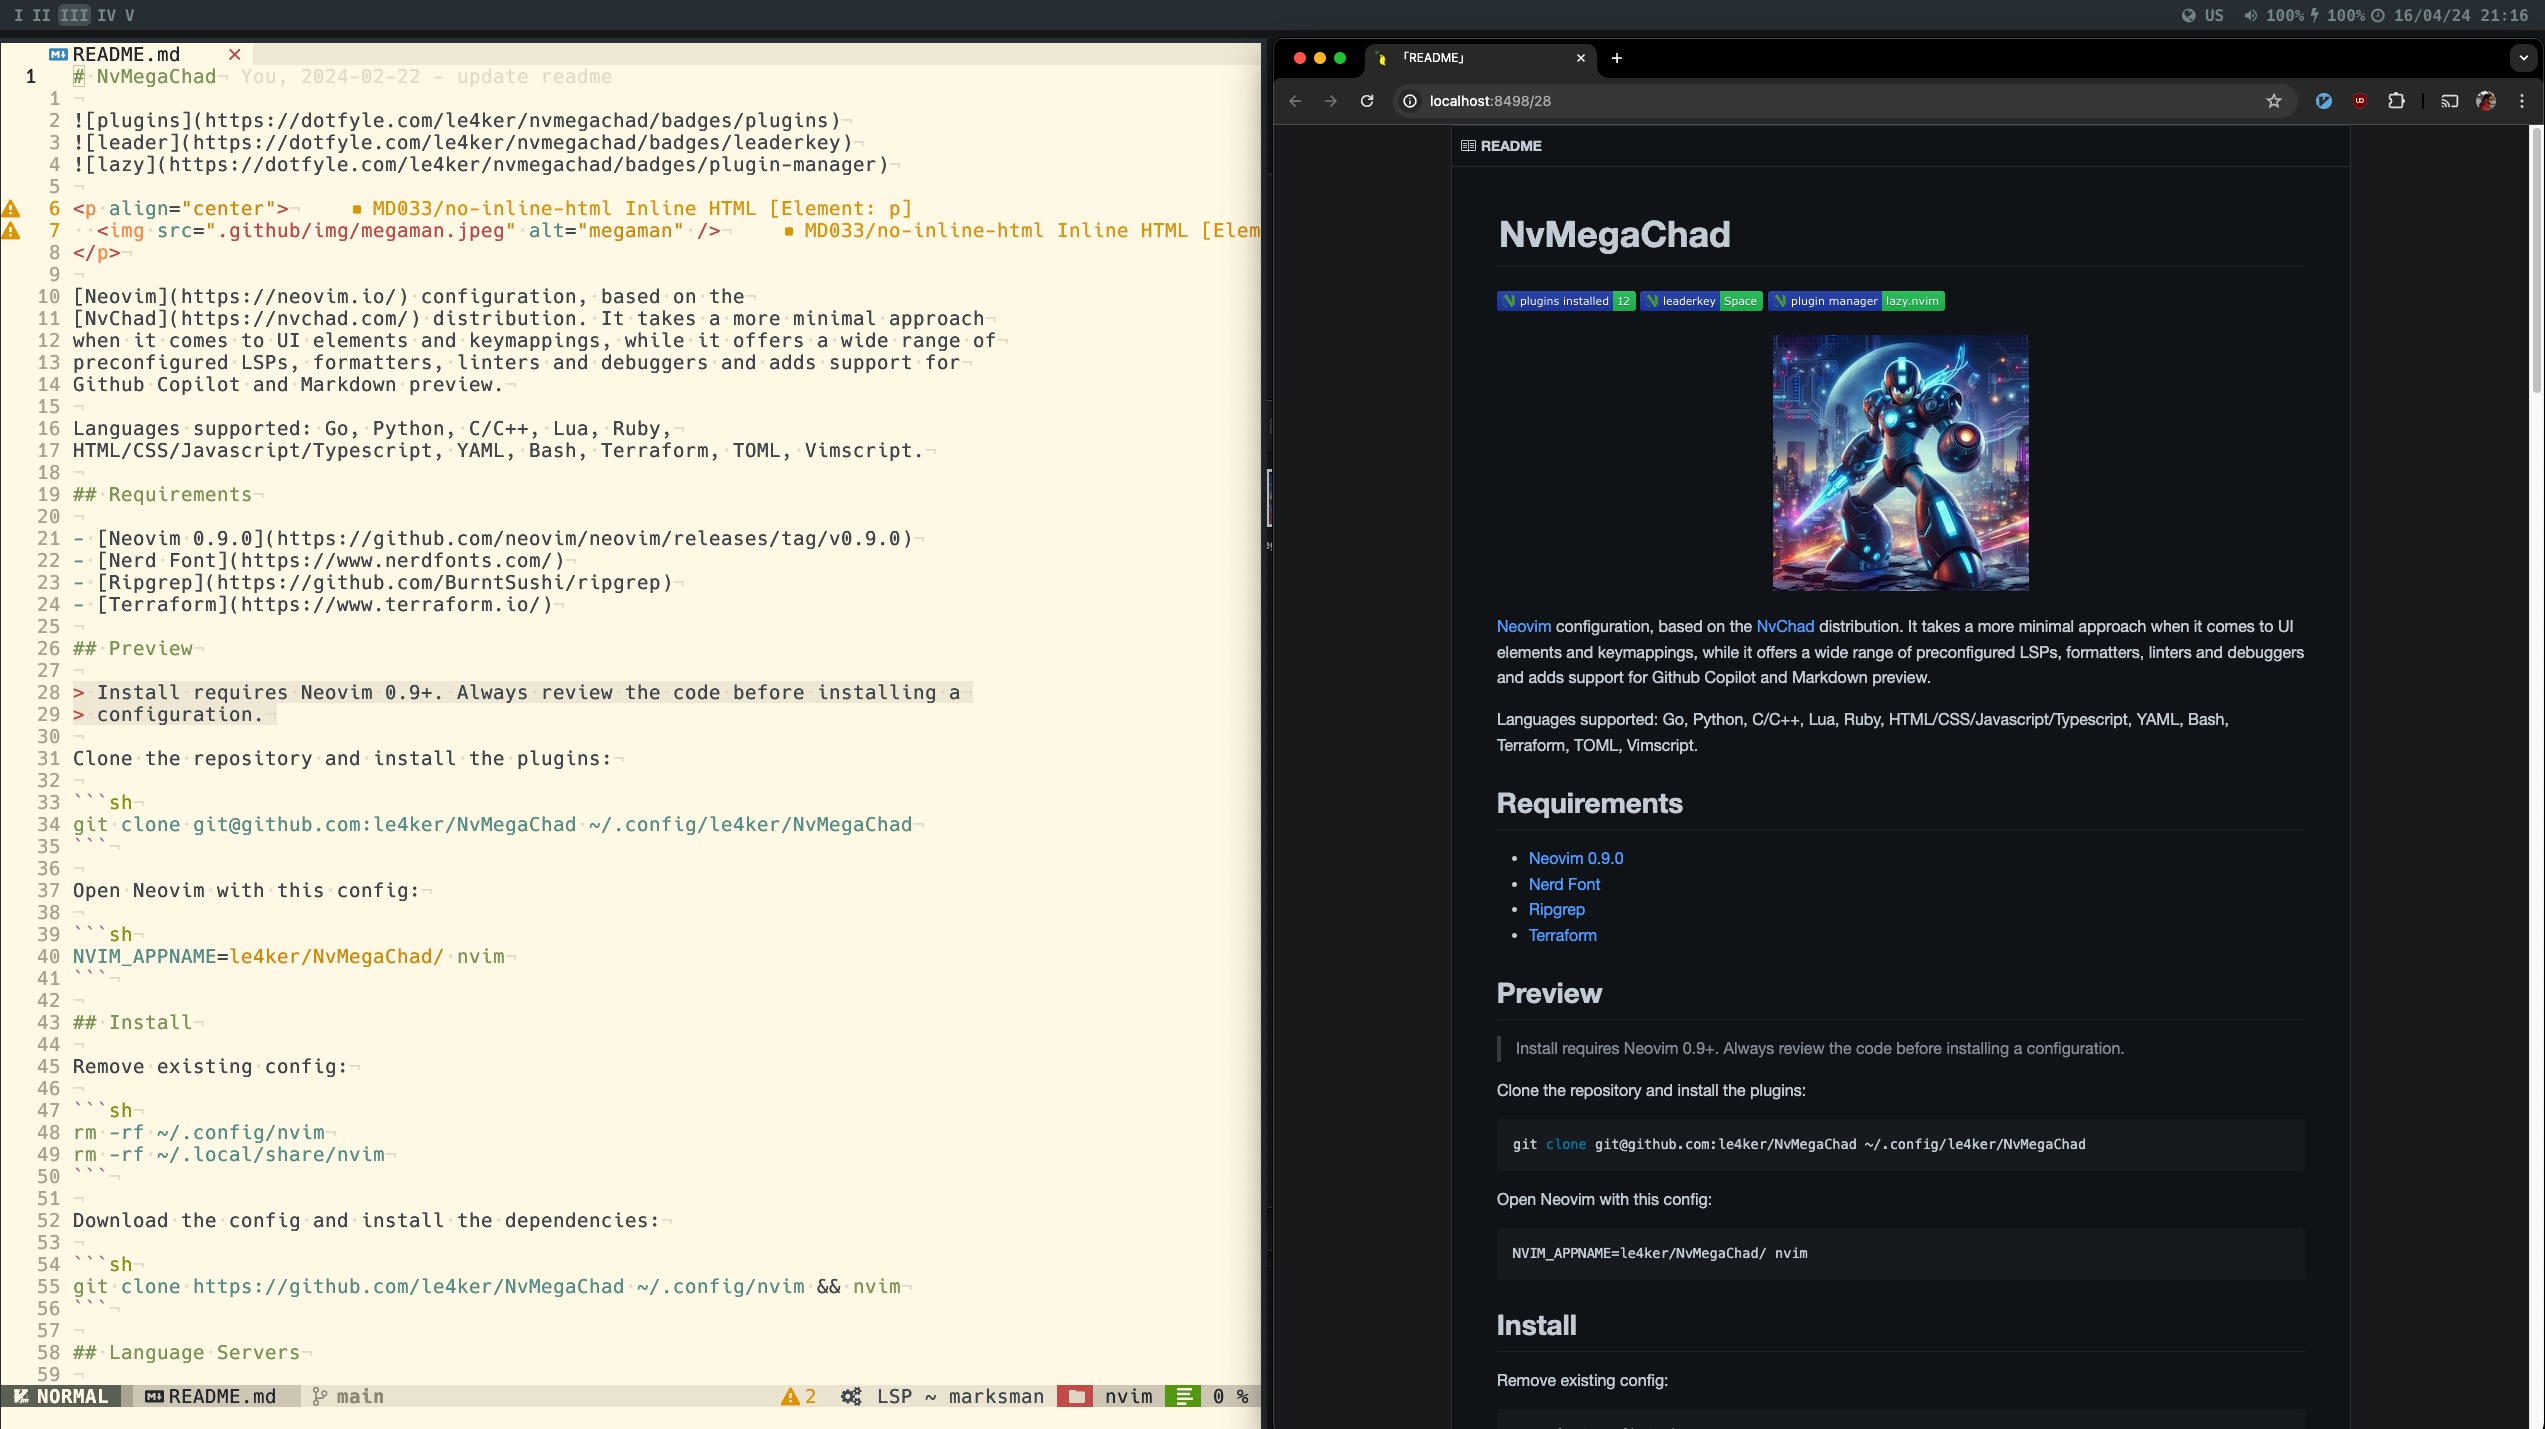 I II III IV V
US 100% 100% 16/04/24 21:16
README.md
1 # NvMegaChad You, 2024-02-22 - update readme
1
2 ![plugins](https://dotfyle.com/le4ker/nvmegachad/badges/plugins)
3 ![leader](https://dotfyle.com/le4ker/nvmegachad/badges/leaderkey)
4 ![lazy](https://dotfyle.com/le4ker/nvmegachad/badges/plugin-manager)
5
6 <p align="center"> MD033/no-inline-html Inline HTML [Element: p]
7 <img src=".github/img/megaman.jpeg" alt="megaman" /> MD033/no-inline-html Inline HTML [Elem
8 </p>
9
10 [Neovim](https://neovim.io/) configuration, based on the
11 [NvChad](https://nvchad.com/) distribution. It takes a more minimal approach
12 when it comes to UI elements and keymappings, while it offers a wide range of
13 preconfigured LSPs, formatters, linters and debuggers and adds support for
14 Github Copilot and Markdown preview.
15
16 Languages supported: Go, Python, C/C++, Lua, Ruby,
17 HTML/CSS/Javascript/Typescript, YAML, Bash, Terraform, TOML, Vimscript.
18
19 ## Requirements
20
21 - [Neovim 0.9.0](https://github.com/neovim/neovim/releases/tag/v0.9.0)
22 - [Nerd Font](https://www.nerdfonts.com/)
23 - [Ripgrep](https://github.com/BurntSushi/ripgrep)
24 - [Terraform](https://www.terraform.io/)
25
26 ## Preview
27
28 > Install requires Neovim 0.9+. Always review the code before installing a
29 > configuration.
30
31 Clone the repository and install the plugins:
32
33 ```sh
34 git clone git@github.com:le4ker/NvMegaChad ~/.config/le4ker/NvMegaChad
35 ```
36
37 Open Neovim with this config:
38
39 ```sh
40 NVIM_APPNAME=le4ker/NvMegaChad/ nvim
41 ```
42
43 ## Install
44
45 Remove existing config:
46
47 ```sh
48 rm -rf ~/.config/nvim
49 rm -rf ~/.local/share/nvim
50 ```
51
52 Download the config and install the dependencies:
53
54 ```sh
55 git clone https://github.com/le4ker/NvMegaChad ~/.config/nvim && nvim
56 ```
57
58 ## Language Servers
59
NORMAL README.md main 2 LSP ~ marksman nvim 0 %
「README」
localhost:8498/28
README
NvMegaChad
plugins installed 12 leaderkey Space plugin manager lazy.nvim
Neovim configuration, based on the NvChad distribution. It takes a more minimal approach when it comes to UI
elements and keymappings, while it offers a wide range of preconfigured LSPs, formatters, linters and debuggers
and adds support for Github Copilot and Markdown preview.
Languages supported: Go, Python, C/C++, Lua, Ruby, HTML/CSS/Javascript/Typescript, YAML, Bash,
Terraform, TOML, Vimscript.
Requirements
• Neovim 0.9.0
• Nerd Font
• Ripgrep
• Terraform
Preview
Install requires Neovim 0.9+. Always review the code before installing a configuration.
Clone the repository and install the plugins:
git clone git@github.com:le4ker/NvMegaChad ~/.config/le4ker/NvMegaChad
Open Neovim with this config:
NVIM_APPNAME=le4ker/NvMegaChad/ nvim
Install
Remove existing config: